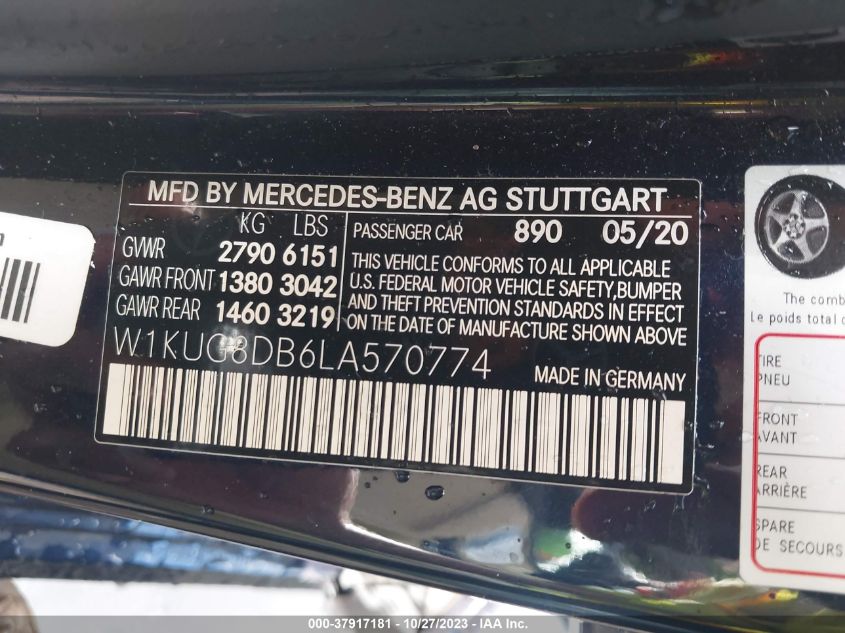 MFD BY MERCEDES-BENZ AG STUTTGART
KG LBS
GVWR 2790 6151
GAWR FRONT 1380 3042
GAWR REAR 1460 3219
PASSENGER CAR 890 05/20
THIS VEHICLE CONFORMS TO ALL APPLICABLE
U.S. FEDERAL MOTOR VEHICLE SAFETY,BUMPER
AND THEFT PREVENTION STANDARDS IN EFFECT
ON THE DATE OF MANUFACTURE SHOWN ABOVE
W1KUG8DB6LA570774
MADE IN GERMANY
The comb
Le poids total
TIRE
PNEU
FRONT
AVANT
REAR
ARRIÈRE
SPARE
DE SECOURS
000-37917181 - 10/27/2023 - IAAI.com